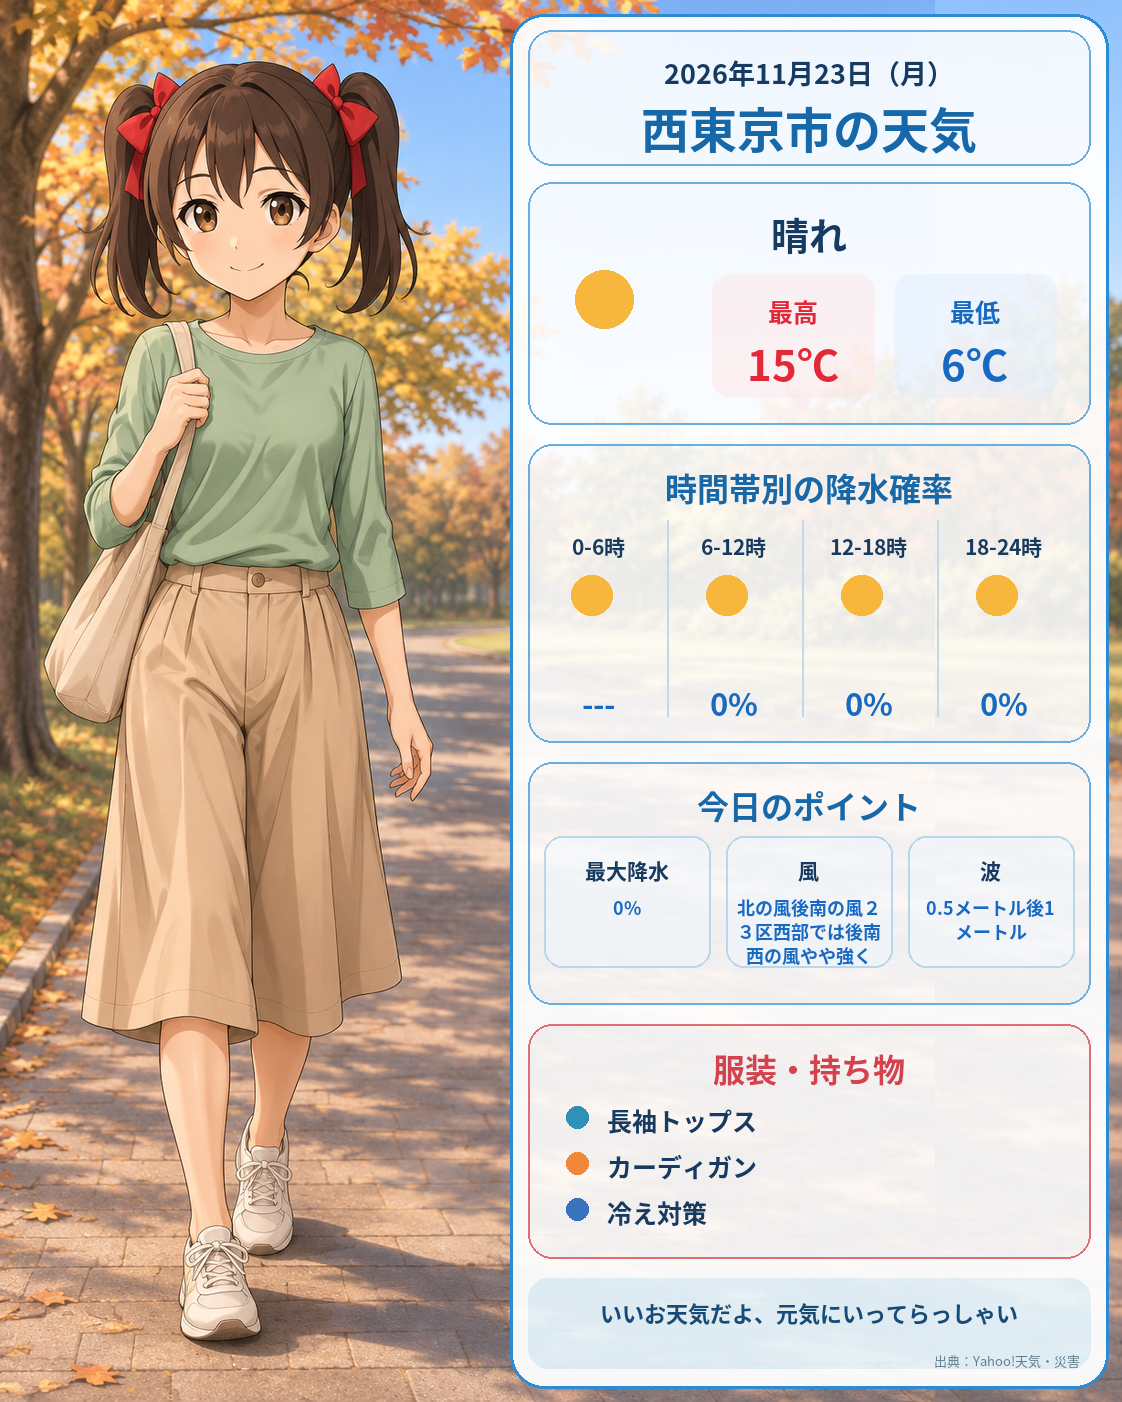 2026年11月23日（月）
西東京市の天気
晴れ
最高
15℃
最低
6℃
時間帯別の降水確率
0-6時
6-12時
12-18時
18-24時
---
0%
0%
0%
今日のポイント
最大降水
0%
風
北の風後南の風２
３区西部では後南
西の風やや強く
波
0.5メートル後1
メートル
服装・持ち物
長袖トップス
カーディガン
冷え対策
いいお天気だよ、元気にいってらっしゃい
出典：Yahoo!天気・災害